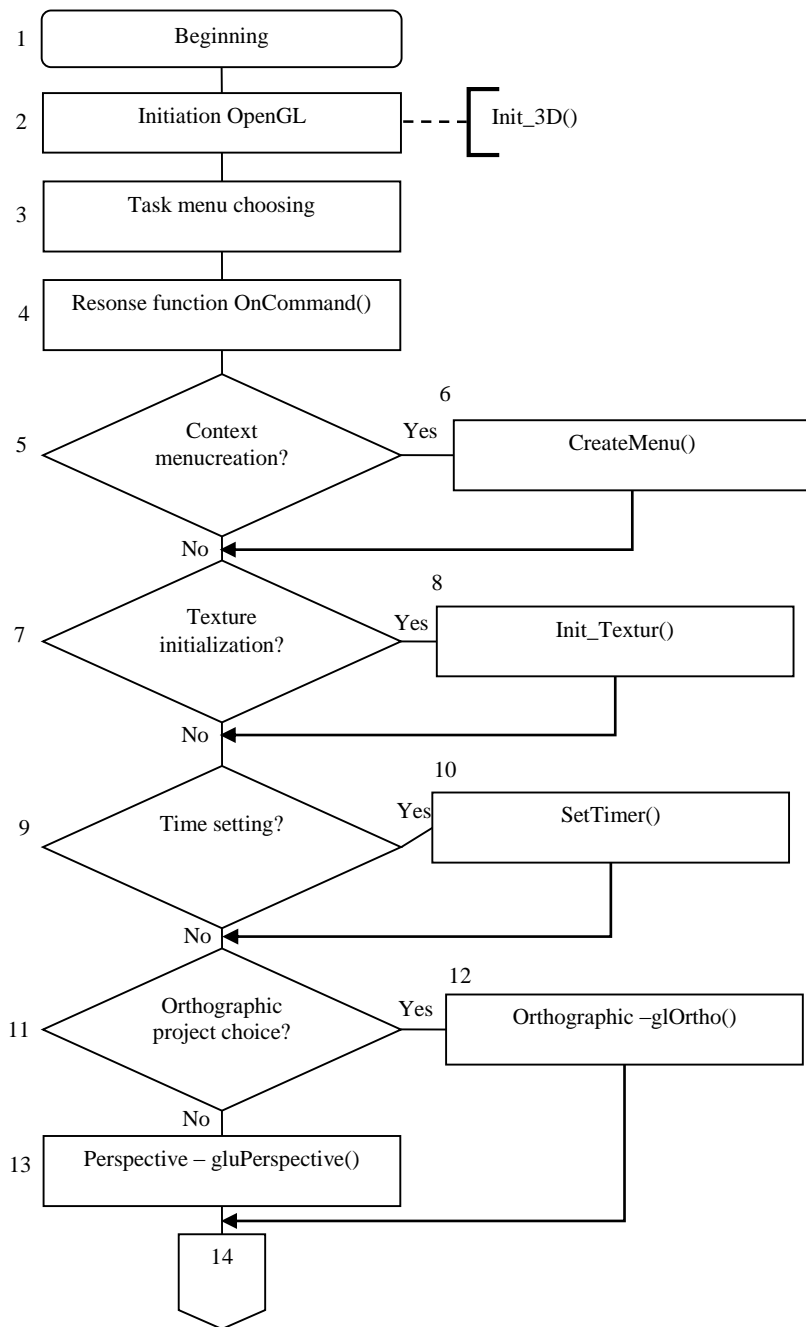 1
Beginning
2
Initiation OpenGL
Init_3D()
3
Task menu choosing
4
Resonse function OnCommand()
5
Context
menucreation?
Yes
6
CreateMenu()
No
7
Texture
initialization?
Yes
8
Init_Textur()
No
9
Time setting?
Yes
10
SetTimer()
No
11
Orthographic
project choice?
Yes
12
Orthographic –glOrtho()
No
13
Perspective – gluPerspective()
14